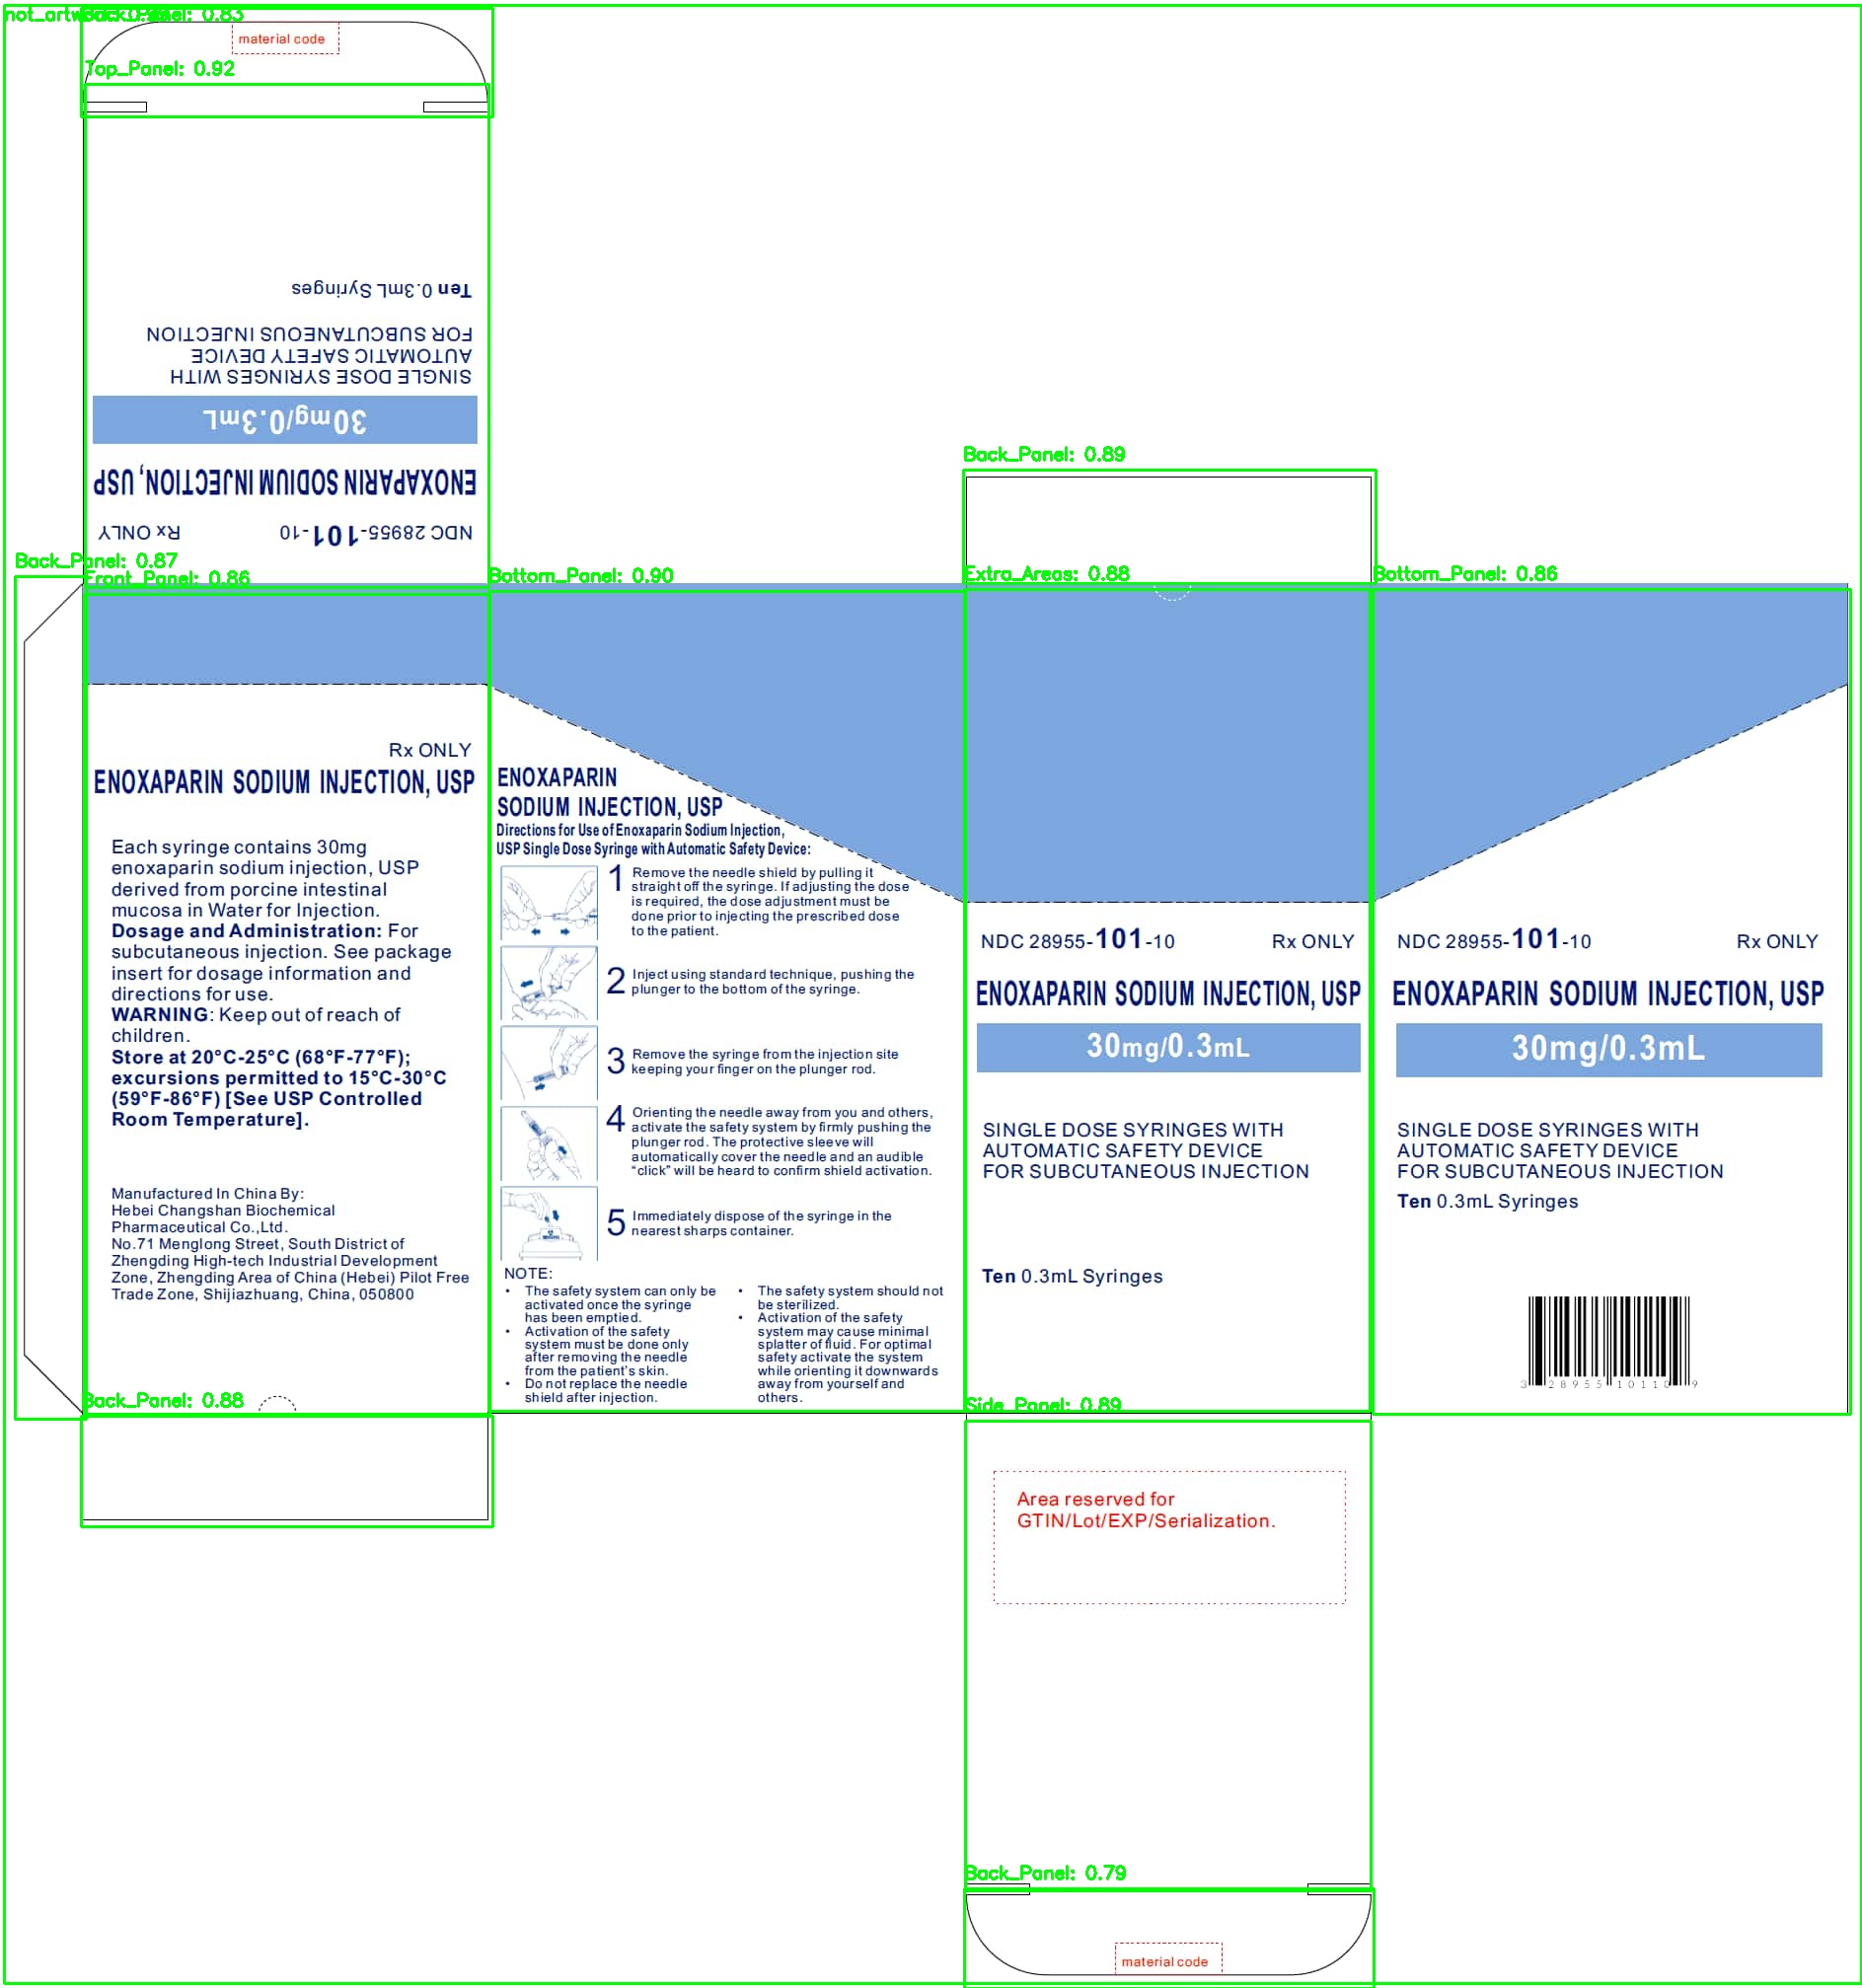 Back_Panel: 0.83
material code
Top_Panel: 0.92
Ten 0.3mL Syringes
FOR SUBCUTANEOUS INJECTION
AUTOMATIC SAFETY DEVICE
SINGLE DOSE SYRINGES WITH
30mg/0.3mL
ENOXAPARIN SODIUM INJECTION, USP
NDC 28955-101-10 Rx ONLY
Back_Panel: 0.87
Front_Panel: 0.86
Rx ONLY
ENOXAPARIN SODIUM INJECTION, USP
Each syringe contains 30mg
enoxaparin sodium injection, USP
derived from porcine intestinal
mucosa in Water for Injection.
Dosage and Administration: For
subcutaneous injection. See package
insert for dosage information and
directions for use.
WARNING: Keep out of reach of
children.
Store at 20°C-25°C (68°F-77°F);
excursions permitted to 15°C-30°C
(59°F-86°F) [See USP Controlled
Room Temperature].
Manufactured In China By:
Hebei Changshan Biochemical
Pharmaceutical Co.,Ltd.
No.71 Menglong Street, South District of
Zhengding High-tech Industrial Development
Zone, Zhengding Area of China (Hebei) Pilot Free
Trade Zone, Shijiazhuang, China, 050800
Back_Panel: 0.88
Bottom_Panel: 0.90
ENOXAPARIN
SODIUM INJECTION, USP
Directions for Use of Enoxaparin Sodium Injection,
USP Single Dose Syringe with Automatic Safety Device:
1 Remove the needle shield by pulling it
straight off the syringe. If adjusting the dose
is required, the dose adjustment must be
done prior to injecting the prescribed dose
to the patient.
2 Inject using standard technique, pushing the
plunger to the bottom of the syringe.
3 Remove the syringe from the injection site
keeping your finger on the plunger rod.
4 Orienting the needle away from you and others,
activate the safety system by firmly pushing the
plunger rod. The protective sleeve will
automatically cover the needle and an audible
“click” will be heard to confirm shield activation.
5 Immediately dispose of the syringe in the
nearest sharps container.
NOTE:
• The safety system can only be
activated once the syringe
has been emptied.
• Activation of the safety
system must be done only
after removing the needle
from the patient’s skin.
• Do not replace the needle
shield after injection.
• The safety system should not
be sterilized.
• Activation of the safety
system may cause minimal
splatter of fluid. For optimal
safety activate the system
while orienting it downwards
away from yourself and
others.
Back_Panel: 0.89
Extra_Areas: 0.88
NDC 28955-101-10 Rx ONLY
ENOXAPARIN SODIUM INJECTION, USP
30mg/0.3mL
SINGLE DOSE SYRINGES WITH
AUTOMATIC SAFETY DEVICE
FOR SUBCUTANEOUS INJECTION
Ten 0.3mL Syringes
Side_Panel: 0.89
Area reserved for
GTIN/Lot/EXP/Serialization.
Back_Panel: 0.79
material code
Bottom_Panel: 0.86
NDC 28955-101-10 Rx ONLY
ENOXAPARIN SODIUM INJECTION, USP
30mg/0.3mL
SINGLE DOSE SYRINGES WITH
AUTOMATIC SAFETY DEVICE
FOR SUBCUTANEOUS INJECTION
Ten 0.3mL Syringes
3 28955 10110 9